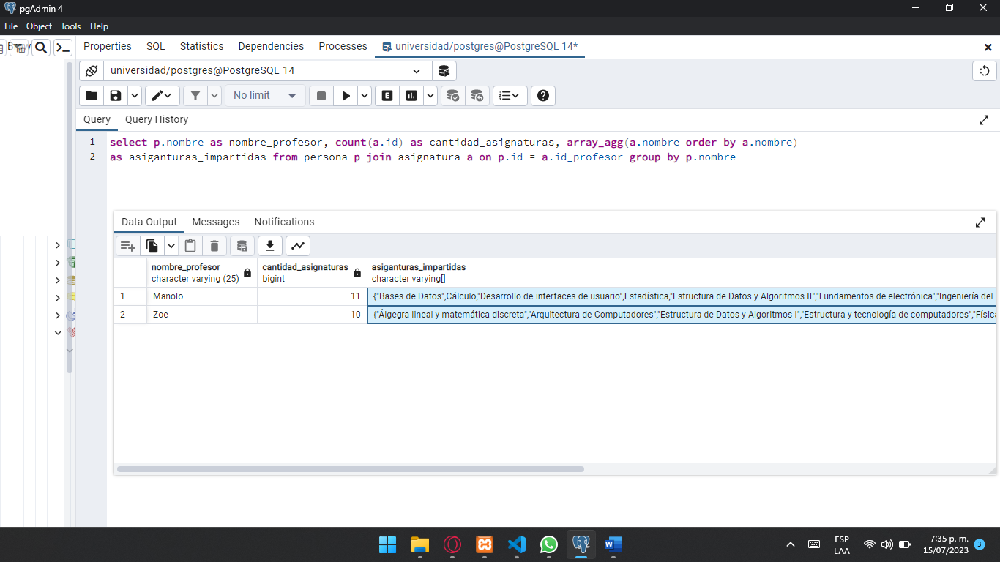 pgAdmin 4
File Object Tools Help
Properties SQL Statistics Dependencies Processes universidad/postgres@PostgreSQL 14*
universidad/postgres@PostgreSQL 14
No limit
Query Query History
1 select p.nombre as nombre_profesor, count(a.id) as cantidad_asignaturas, array_agg(a.nombre order by a.nombre)
2 as asiganturas_impartidas from persona p join asignatura a on p.id = a.id_profesor group by p.nombre
Data Output Messages Notifications
nombre_profesor cantidad_asignaturas asiganturas_impartidas
character varying (25) bigint character varying[]
1 Manolo 11 {"Bases de Datos",Cálculo,"Desarrollo de interfaces de usuario",Estadística,"Estructura de Datos y Algoritmos II","Fundamentos de electrónica","Ingeniería del
2 Zoe 10 {"Álgegra lineal y matemática discreta","Arquitectura de Computadores","Estructura de Datos y Algoritmos I","Estructura y tecnología de computadores","Física
ESP
LAA
7:35 p. m.
15/07/2023
3